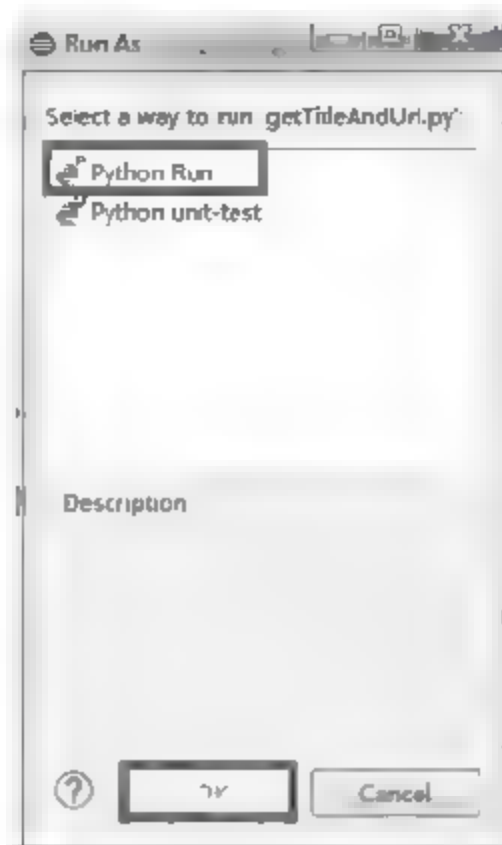 Run As
Select a way to run 'getTitleAndUrl.py':
Python Run
Python unit-test
Description
Cancel